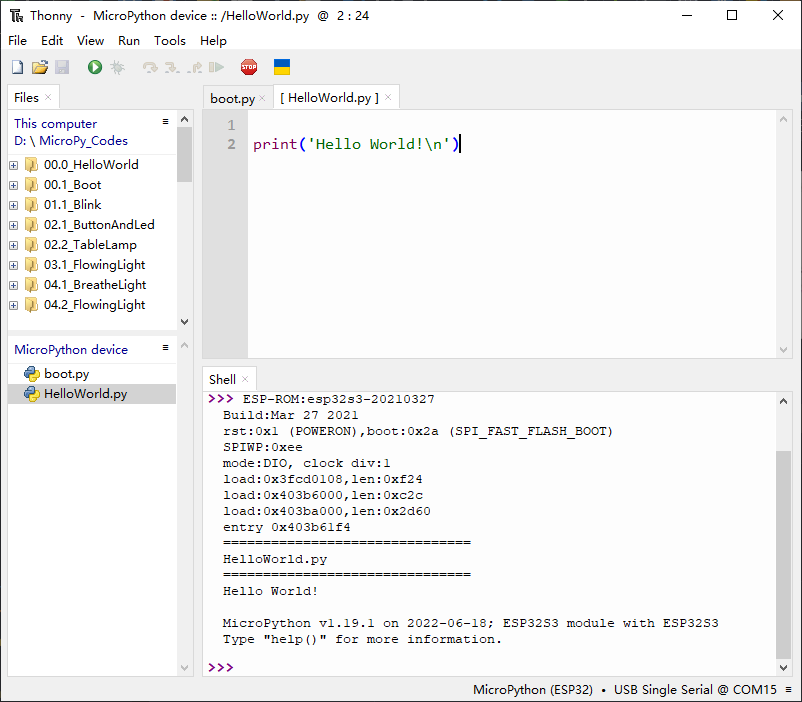 Thonny - MicroPython device :: /HelloWorld.py @ 2 : 24
File Edit View Run Tools Help
STOP
Files ×
boot.py × [ HelloWorld.py ] ×
This computer ≡
D: \ MicroPy_Codes
00.0_HelloWorld
00.1_Boot
01.1_Blink
02.1_ButtonAndLed
02.2_TableLamp
03.1_FlowingLight
04.1_BreatheLight
04.2_FlowingLight
1
2 print('Hello World!\n')
MicroPython device ≡
boot.py
HelloWorld.py
Shell ×
>>> ESP-ROM:esp32s3-20210327
Build:Mar 27 2021
rst:0x1 (POWERON),boot:0x2a (SPI_FAST_FLASH_BOOT)
SPIWP:0xee
mode:DIO, clock div:1
load:0x3fcd0108,len:0xf24
load:0x403b6000,len:0xc2c
load:0x403ba000,len:0x2d60
entry 0x403b61f4
===============================
HelloWorld.py
===============================
Hello World!
MicroPython v1.19.1 on 2022-06-18; ESP32S3 module with ESP32S3
Type "help()" for more information.
>>>
MicroPython (ESP32) • USB Single Serial @ COM15 ≡